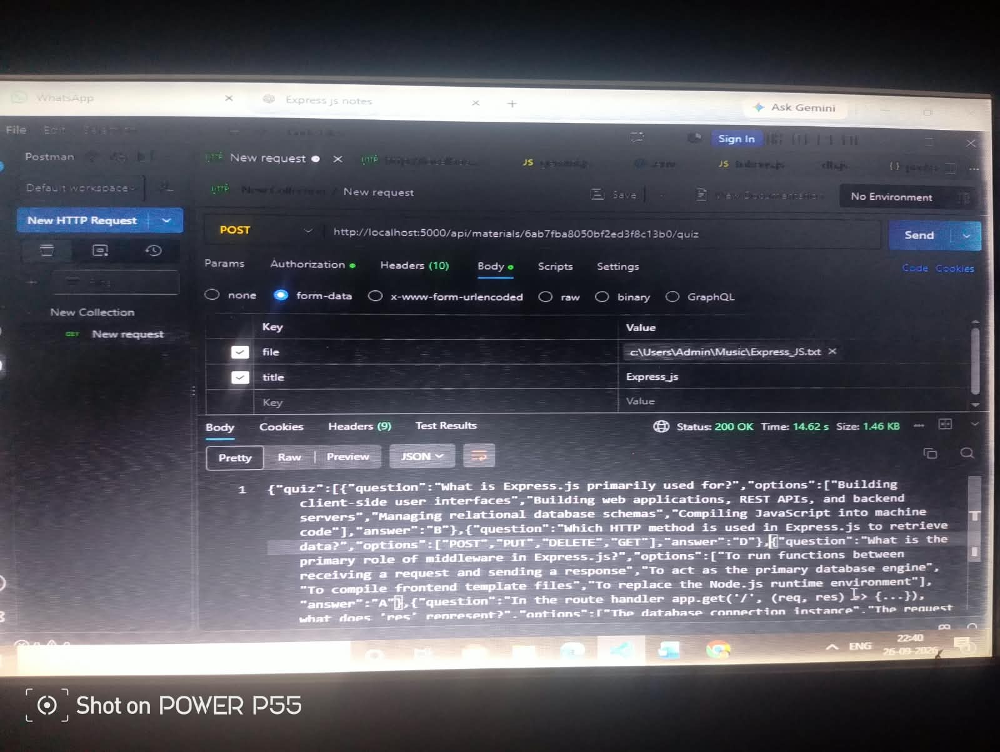 WhatsApp
Express js notes
Ask Gemini
File Edit Selection
Sign In
Postman
New request
JS
JS
Default workspace
HTTP New Collection / New request
Save
View Documentation
No Environment
New HTTP Request
POST
http://localhost:5000/api/materials/6ab7fba8050bf2ed3f8c13b0/quiz
Send
Params Authorization Headers (10) Body Scripts Settings
Code Cookies
none form-data x-www-form-urlencoded raw binary GraphQL
New Collection
GET New request
Key Value
file c:\Users\Admin\Music\Express_JS.txt
title Express_js
Key Value
Body Cookies Headers (9) Test Results
Status: 200 OK Time: 14.62 s Size: 1.46 KB
Pretty Raw Preview JSON
1 {"quiz":[{"question":"What is Express.js primarily used for?","options":["Building
client-side user interfaces","Building web applications, REST APIs, and backend
servers","Managing relational database schemas","Compiling JavaScript into machine
code"],"answer":"B"},{"question":"Which HTTP method is used in Express.js to retrieve
data?","options":["POST","PUT","DELETE","GET"],"answer":"D"},{"question":"What is the
primary role of middleware in Express.js?","options":["To run functions between
receiving a request and sending a response","To act as the primary database engine",
"To compile frontend template files","To replace the Node.js runtime environment"],
"answer":"A"},{"question":"In the route handler app.get('/', (req, res) => {...}),
what does 'res' represent?","options":["The database connection instance","The request
ENG
22:40
26-09-2026
Shot on POWER P55